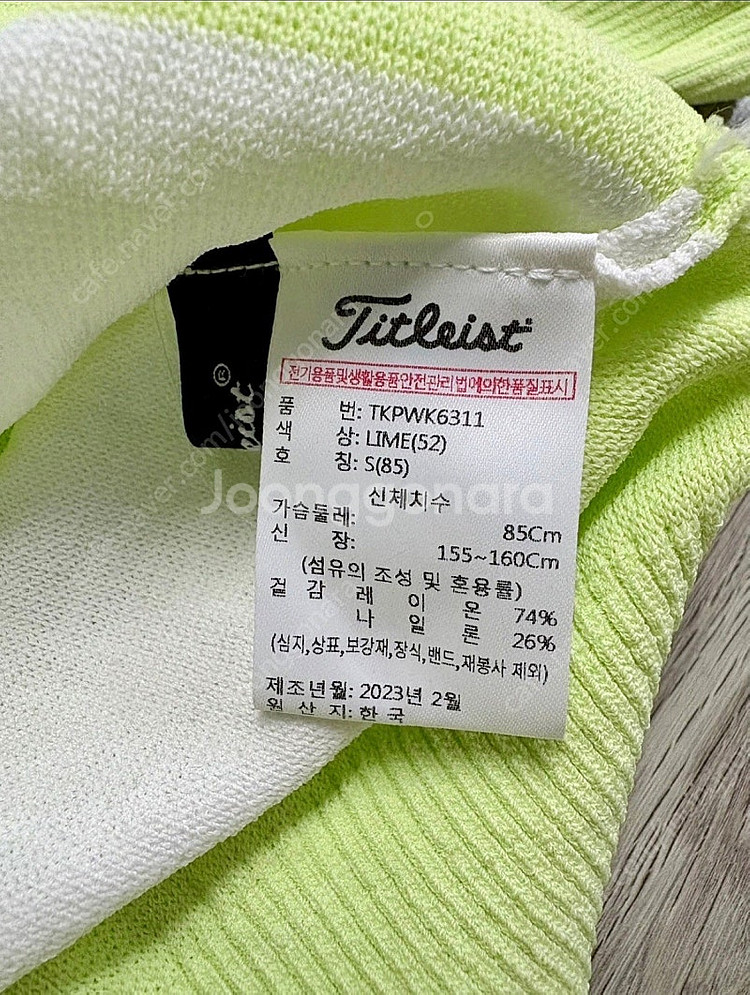 Titleist
전기용품및생활용품안전관리법에의한품질표시
품 번: TKPWK6311
색 상: LIME(52)
호 칭: S(85)
신체치수
가슴둘레: 85Cm
신 장: 155~160Cm
(섬유의 조성 및 혼용률)
겉 감 레 이 온 74%
나 일 론 26%
(심지,상표,보강재,장식,밴드,재봉사 제외)
제조년월: 2023년 2월
원 산 지: 한 국
®
Joonggonara